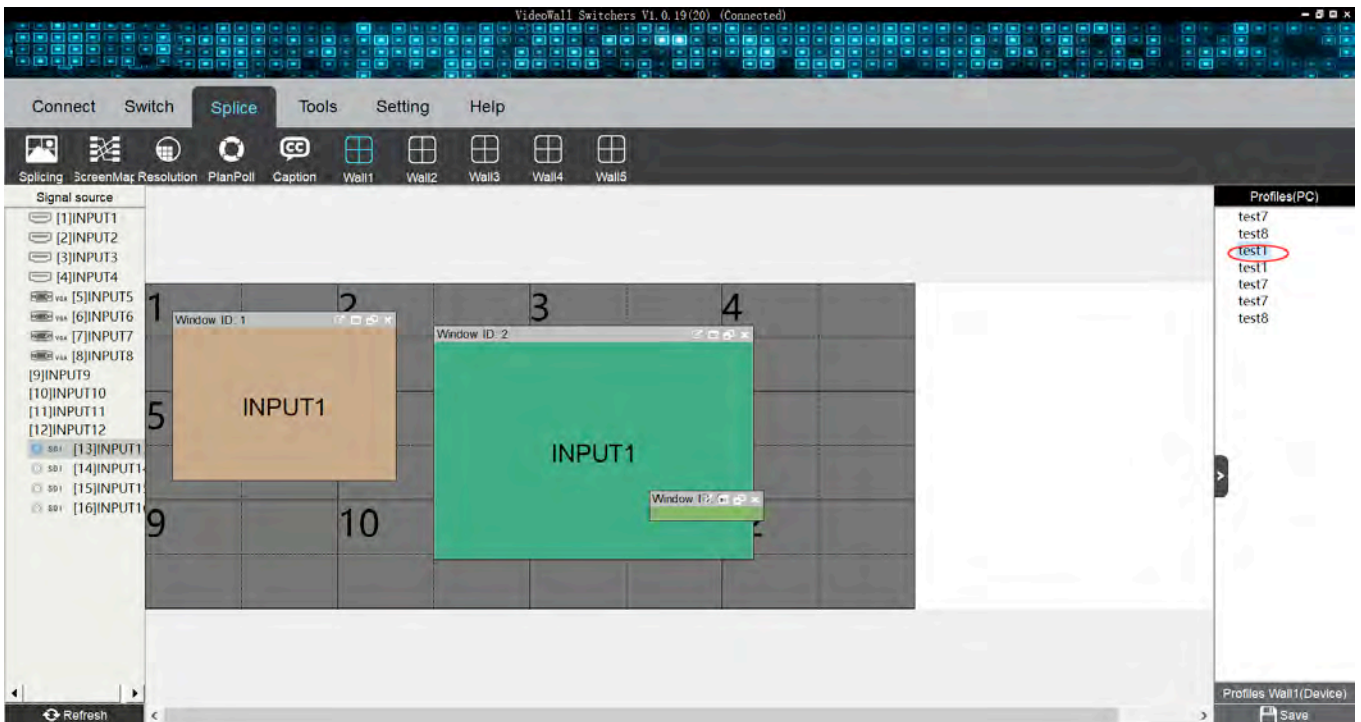 VideoWall Switchers V1.0.19(20) (Connected)
Connect Switch Splice Tools Setting Help
Splicing ScreenMap Resolution PlanPoll Caption Wall1 Wall2 Wall3 Wall4 Wall5
Signal source
[1]INPUT1
[2]INPUT2
[3]INPUT3
[4]INPUT4
VGA [5]INPUT5
VGA [6]INPUT6
VGA [7]INPUT7
VGA [8]INPUT8
[9]INPUT9
[10]INPUT10
[11]INPUT11
[12]INPUT12
SDI [13]INPUT1
SDI [14]INPUT1
SDI [15]INPUT1
SDI [16]INPUT1
Refresh
1 2 3 4
Window ID: 1
Window ID: 2
5
INPUT1
INPUT1
Window
9 10
Profiles(PC)
test7
test8
test1
test1
test7
test7
test8
Profiles Wall1(Device)
Save